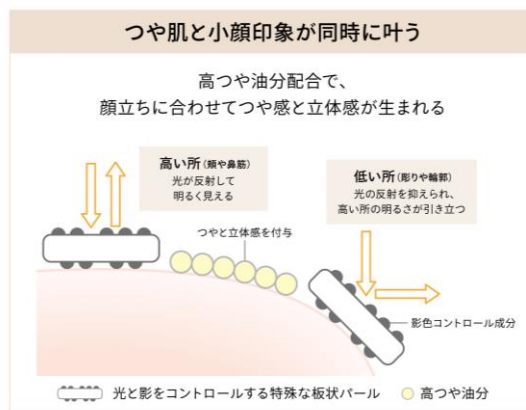 つや肌と小顔印象が同時に叶う
高つや油分配合で、
顔立ちに合わせてつや感と立体感が生まれる
高い所(頬や鼻筋)
光が反射して
明るく見える
低い所(彫りや輪郭)
光の反射を抑えられ、
高い所の明るさが引き立つ
つやと立体感を付与
影色コントロール成分
光と影をコントロールする特殊な板状パール
高つや油分